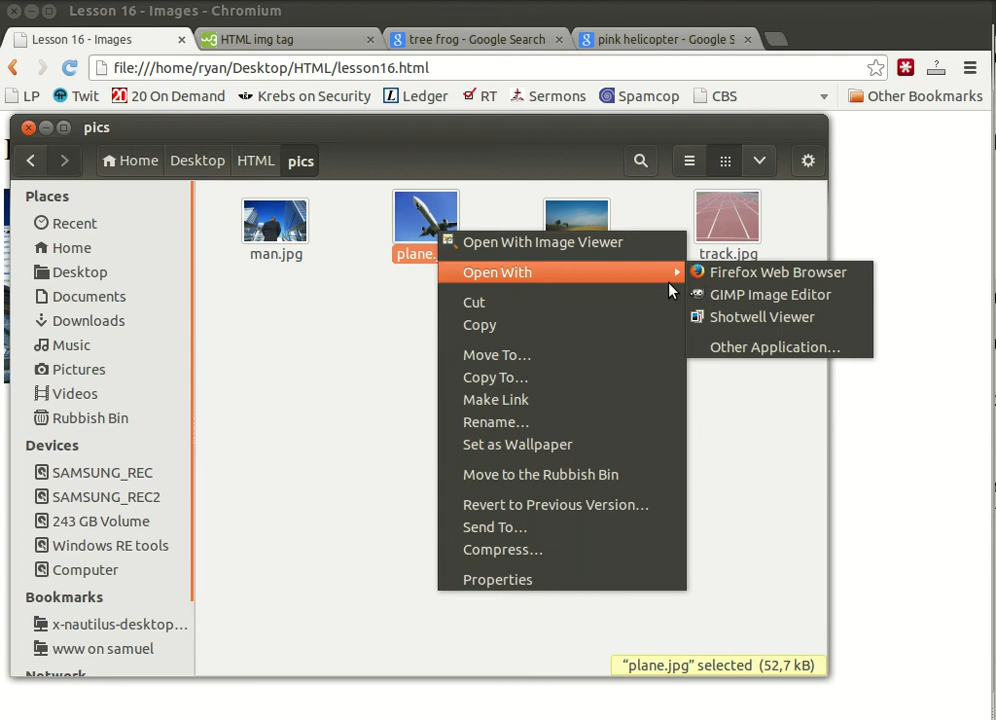 Lesson 16 - Images - Chromium
Lesson 16 - Images
HTML img tag
tree frog - Google Search
pink helicopter - Google S
file:///home/ryan/Desktop/HTML/lesson16.html
LP
Twit
20 On Demand
Krebs on Security
Ledger
RT
Sermons
Spamcop
CBS
Other Bookmarks
pics
Home
Desktop
HTML
pics
Places
Recent
Home
Desktop
Documents
Downloads
Music
Pictures
Videos
Rubbish Bin
Devices
SAMSUNG_REC
SAMSUNG_REC2
243 GB Volume
Windows RE tools
Computer
Bookmarks
x-nautilus-desktop...
www on samuel
Network
man.jpg
plane.
track.jpg
Open With Image Viewer
Open With
Cut
Copy
Move To...
Copy To...
Make Link
Rename...
Set as Wallpaper
Move to the Rubbish Bin
Revert to Previous Version...
Send To...
Compress...
Properties
Firefox Web Browser
GIMP Image Editor
Shotwell Viewer
Other Application...
"plane.jpg" selected (52,7 kB)